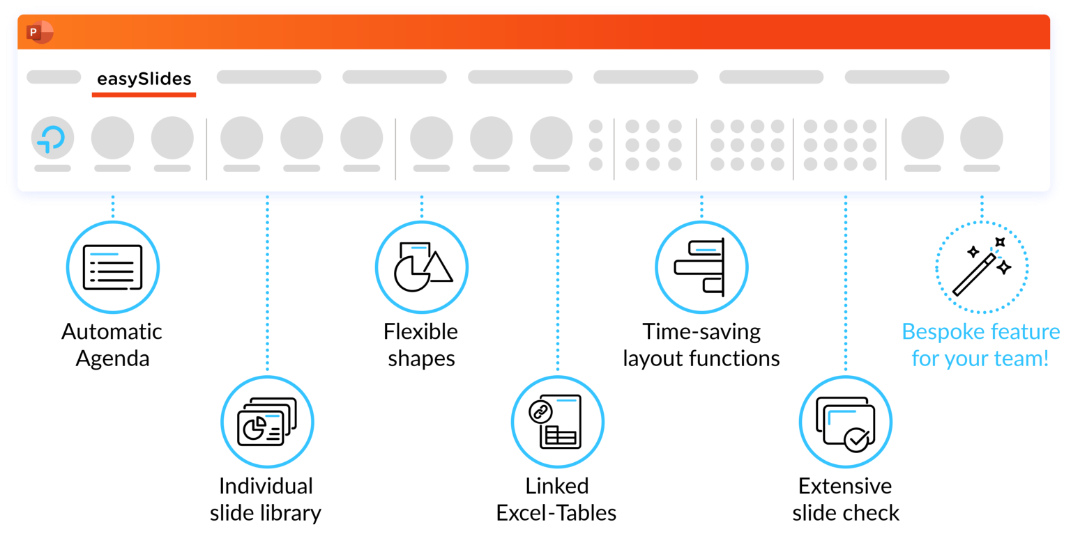 P
easySlides
Automatic
Agenda
Flexible
shapes
Time-saving
layout functions
Bespoke feature
for your team!
Individual
slide library
Linked
Excel-Tables
Extensive
slide check